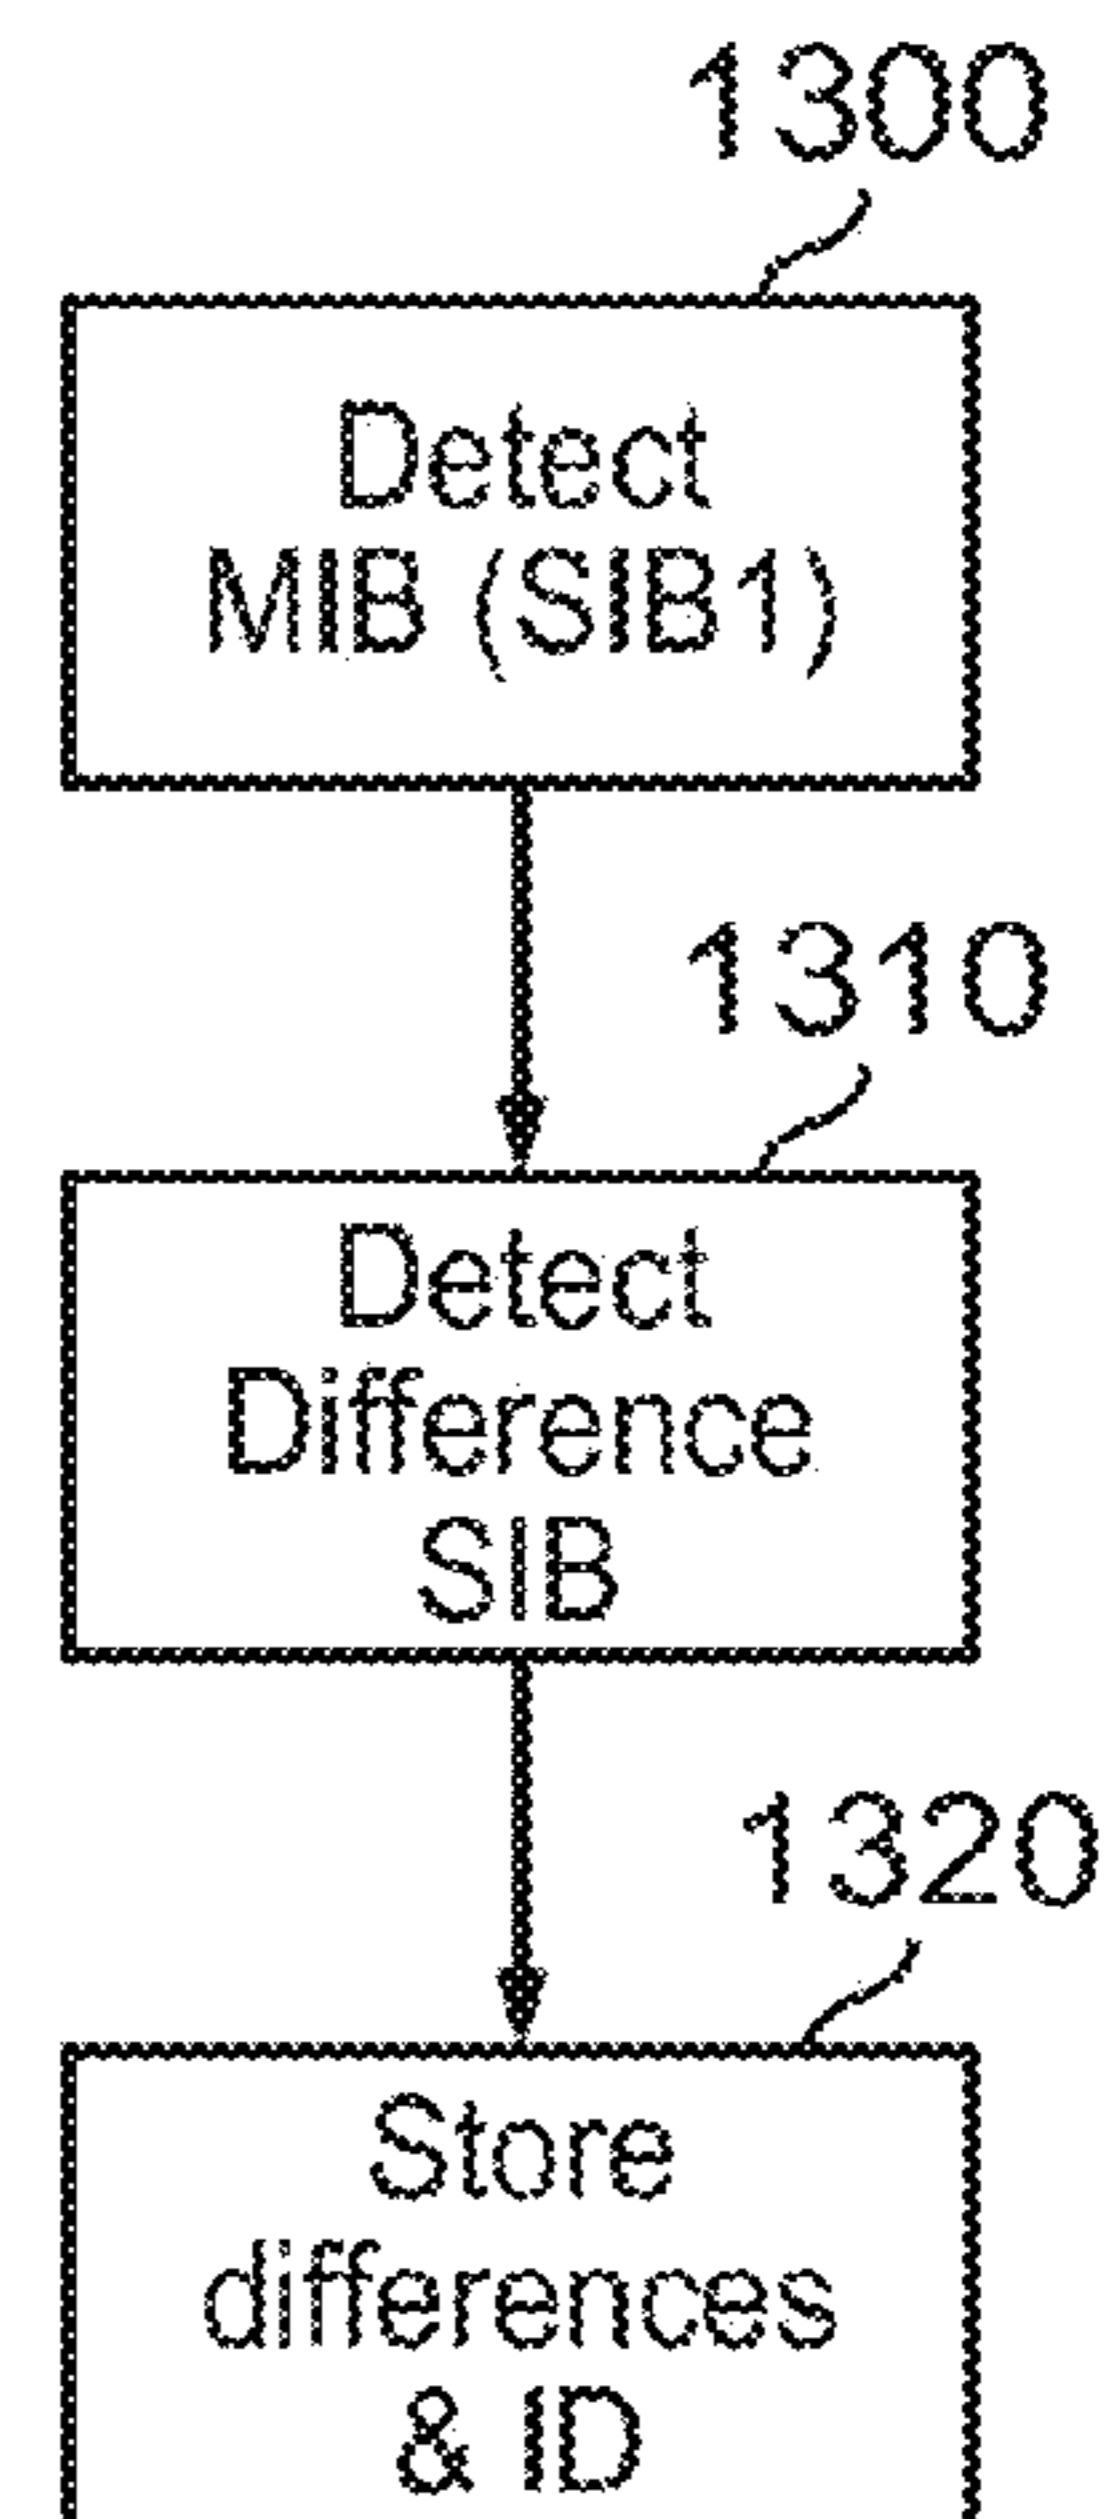 1300
Detect
MIB (SIB1)
1310
Detect
Difference
SIB
1320
Store
differences
& ID